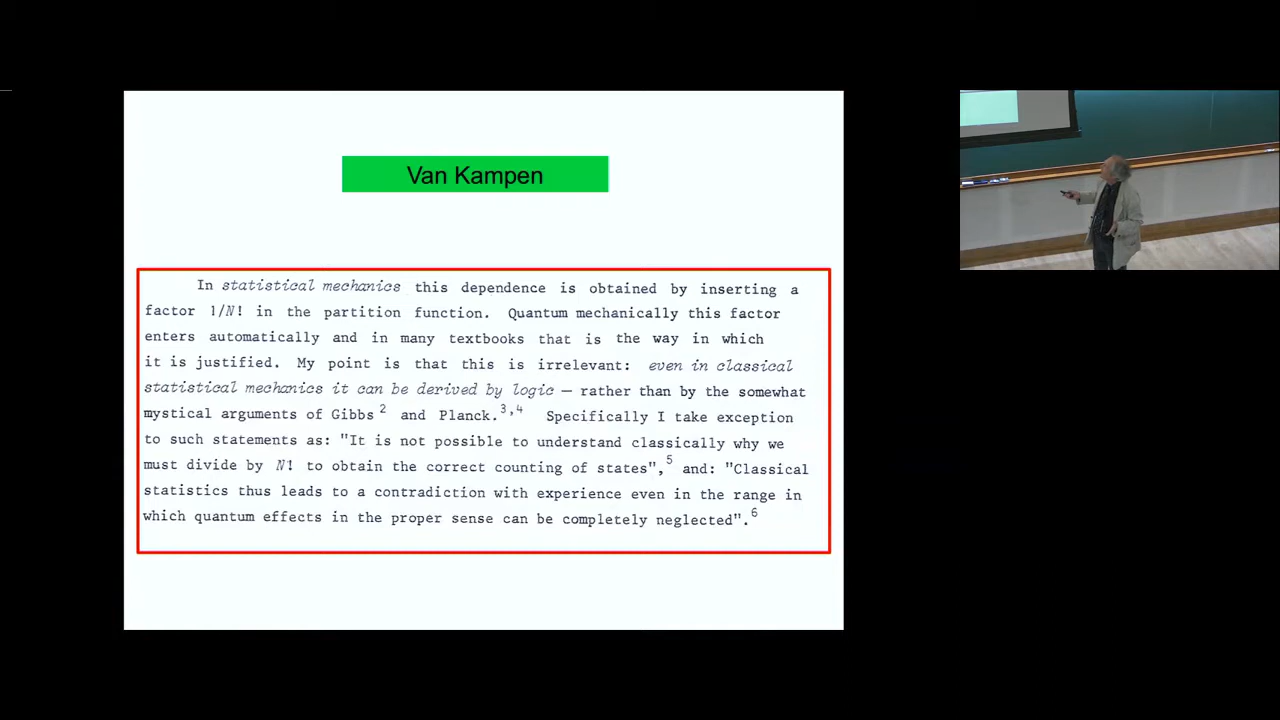 Van Kampen
In statistical mechanics this dependence is obtained by inserting a
factor 1/N! in the partition function. Quantum mechanically this factor
enters automatically and in many textbooks that is the way in which
it is justified. My point is that this is irrelevant: even in classical
statistical mechanics it can be derived by logic — rather than by the somewhat
mystical arguments of Gibbs² and Planck.³,⁴ Specifically I take exception
to such statements as: "It is not possible to understand classically why we
must divide by N! to obtain the correct counting of states",⁵ and: "Classical
statistics thus leads to a contradiction with experience even in the range in
which quantum effects in the proper sense can be completely neglected".⁶